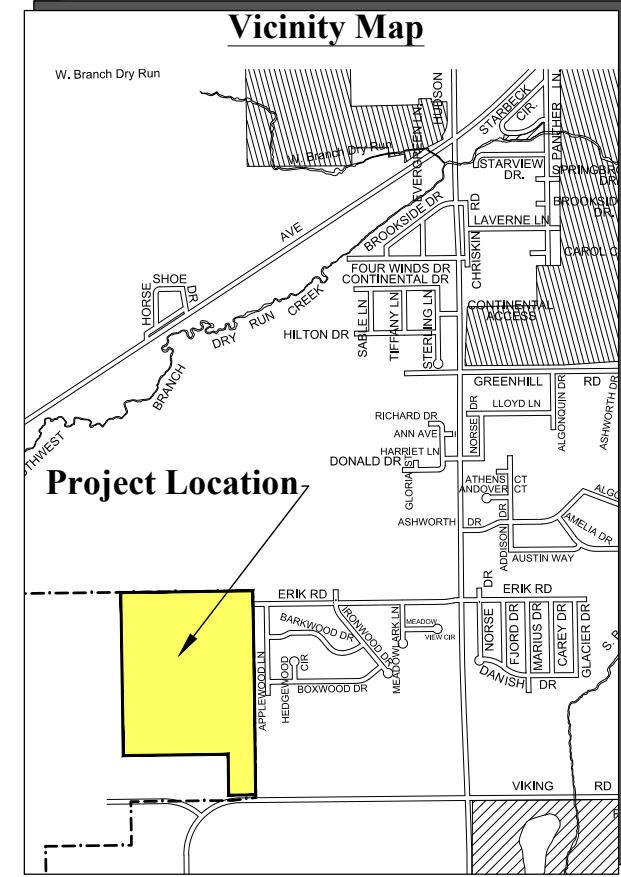 Vicinity Map
W. Branch Dry Run
HUDSON
EVERGREEN LN.
STARBECK
CIR.
PANTHER LN.
W. Branch Dry Run
STARVIEW
DR.
SPRINGBR
DR.
BROOKSID
DR.
AVE
BROOKSIDE DR
RD
LAVERNE LN
CHRISKIN
CAROL C
FOUR WINDS DR
CONTINENTAL DR
HORSE
SHOE
DR
SABLE LN
TIFFANY LN
STERLING LN
CONTINENTAL
ACCESS
HILTON DR
DRY RUN CREEK
BRANCH
THWEST
GREENHILL RD
LLOYD LN
ALGONQUIN DR
ASHWORTH DR
RICHARD DR
ANN AVE
NORSE DR
HARRIET LN
DONALD DR
GLORIA ST
ATHENS CT
ANDOVER CT
ALGO
Project Location
ASHWORTH DR
ADDISON DR
AMELIA DR
AUSTIN WAY
ERIK RD
DR
ERIK RD
BARKWOOD DR
IRONWOOD DR
MEADOWLARK LN
MEADOW
VIEW CIR
NORSE
FJORD DR
MARIUS DR
CAREY DR
GLACIER DR
APPLEWOOD LN
HEDGEWOOD
CIR
BOXWOOD DR
DANISH DR
VIKING RD